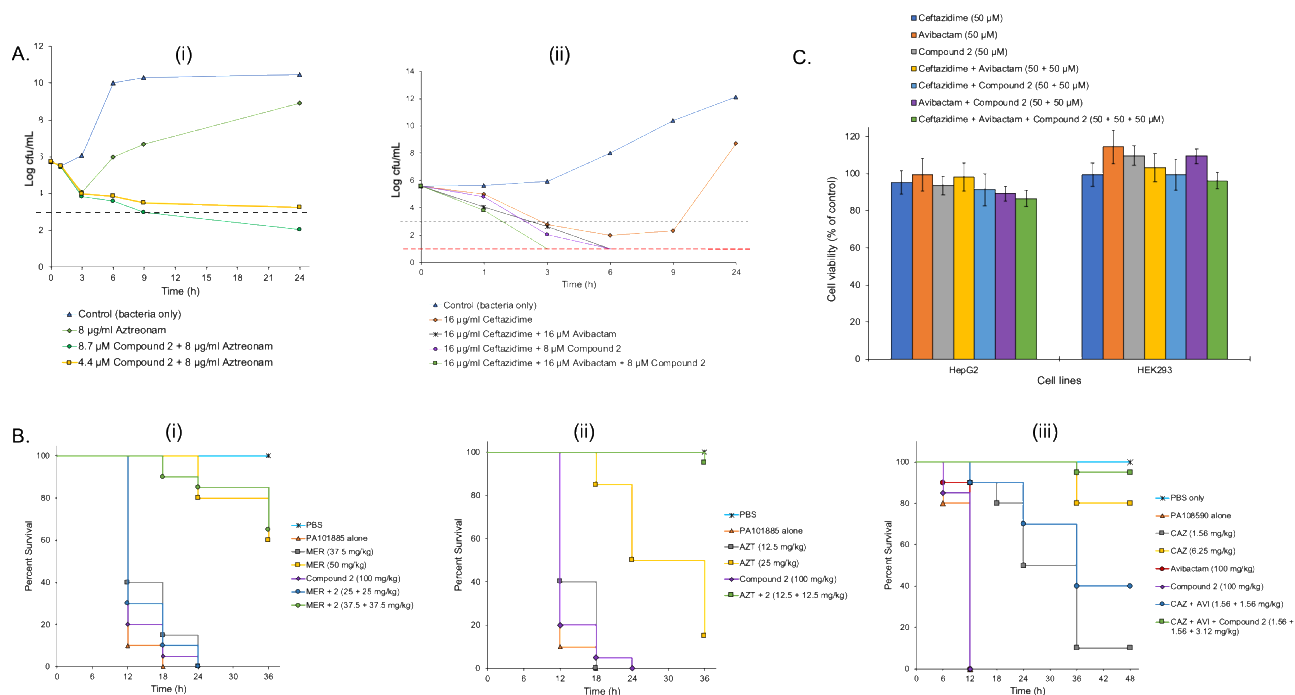 A.
(i)
12
10
8
6
4
2
0
Log cfu/mL
0 3 6 9 12 15 18 21 24
Time (h)
Control (bacteria only)
8 µg/ml Aztreonam
8.7 µM Compound 2 + 8 µg/ml Aztreonam
4.4 µM Compound 2 + 8 µg/ml Aztreonam
(ii)
14
12
10
8
6
4
2
0
Log cfu/mL
0 1 3 6 9 24
Time (h)
Control (bacteria only)
16 µg/ml Ceftazidime
16 µg/ml Ceftazidime + 16 µM Avibactam
16 µg/ml Ceftazidime + 8 µM Compound 2
16 µg/ml Ceftazidime + 16 µM Avibactam + 8 µM Compound 2
C.
Ceftazidime (50 µM)
Avibactam (50 µM)
Compound 2 (50 µM)
Ceftazidime + Avibactam (50 + 50 µM)
Ceftazidime + Compound 2 (50 + 50 µM)
Avibactam + Compound 2 (50 + 50 µM)
Ceftazidime + Avibactam + Compound 2 (50 + 50 + 50 µM)
120
100
80
60
40
20
0
Cell viability (% of control)
HepG2 HEK293
Cell lines
B.
(i)
100
80
60
40
20
0
Percent Survival
0 6 12 18 24 30 36
Time (h)
PBS
PA101885 alone
MER (37.5 mg/kg)
MER (50 mg/kg)
Compound 2 (100 mg/kg)
MER + 2 (25 + 25 mg/kg)
MER + 2 (37.5 + 37.5 mg/kg)
(ii)
100
80
60
40
20
0
Percent Survival
0 6 12 18 24 30 36
Time (h)
PBS
PA101885 alone
AZT (12.5 mg/kg)
AZT (25 mg/kg)
Compound 2 (100 mg/kg)
AZT + 2 (12.5 + 12.5 mg/kg)
(iii)
100
80
60
40
20
0
Percent Survival
0 6 12 18 24 30 36 42 48
Time (h)
PBS only
PA108590 alone
CAZ (1.56 mg/kg)
CAZ (6.25 mg/kg)
Avibactam (100 mg/kg)
Compound 2 (100 mg/kg)
CAZ + AVI (1.56 + 1.56 mg/kg)
CAZ + AVI + Compound 2 (1.56 +
1.56 + 3.12 mg/kg)